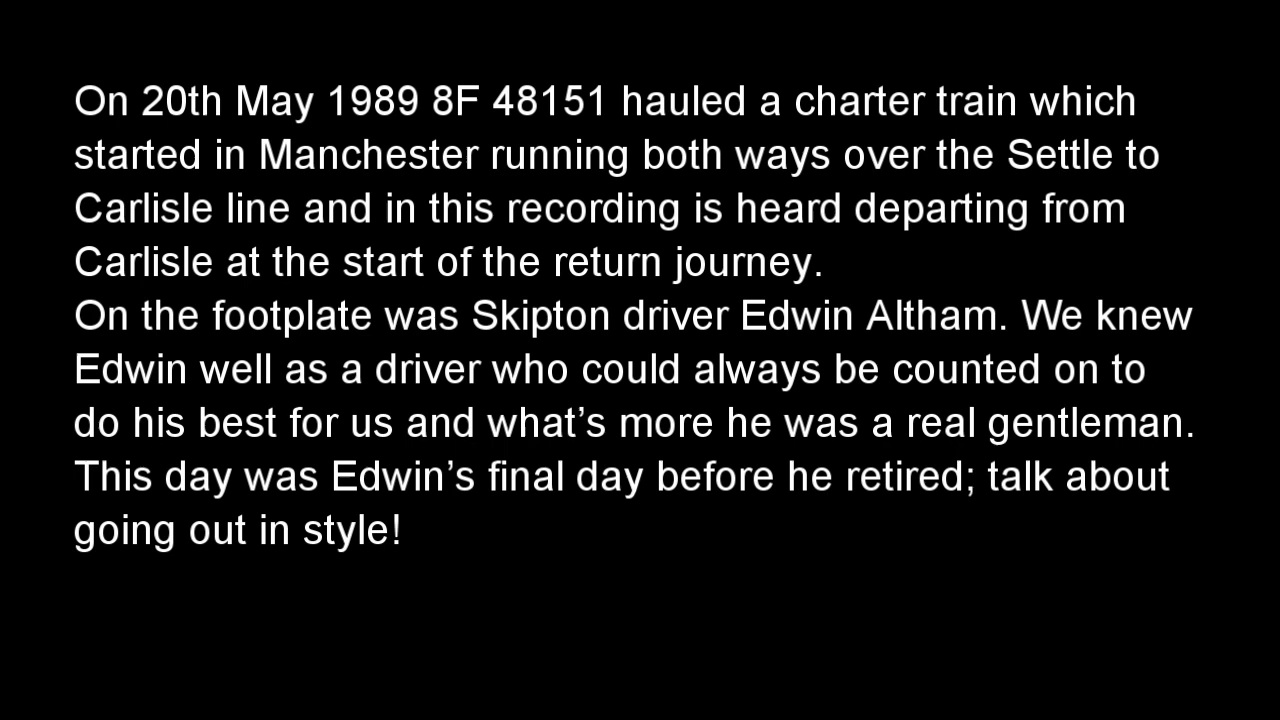 On 20th May 1989 8F 48151 hauled a charter train which
started in Manchester running both ways over the Settle to
Carlisle line and in this recording is heard departing from
Carlisle at the start of the return journey.
On the footplate was Skipton driver Edwin Altham. We knew
Edwin well as a driver who could always be counted on to
do his best for us and what’s more he was a real gentleman.
This day was Edwin’s final day before he retired; talk about
going out in style!